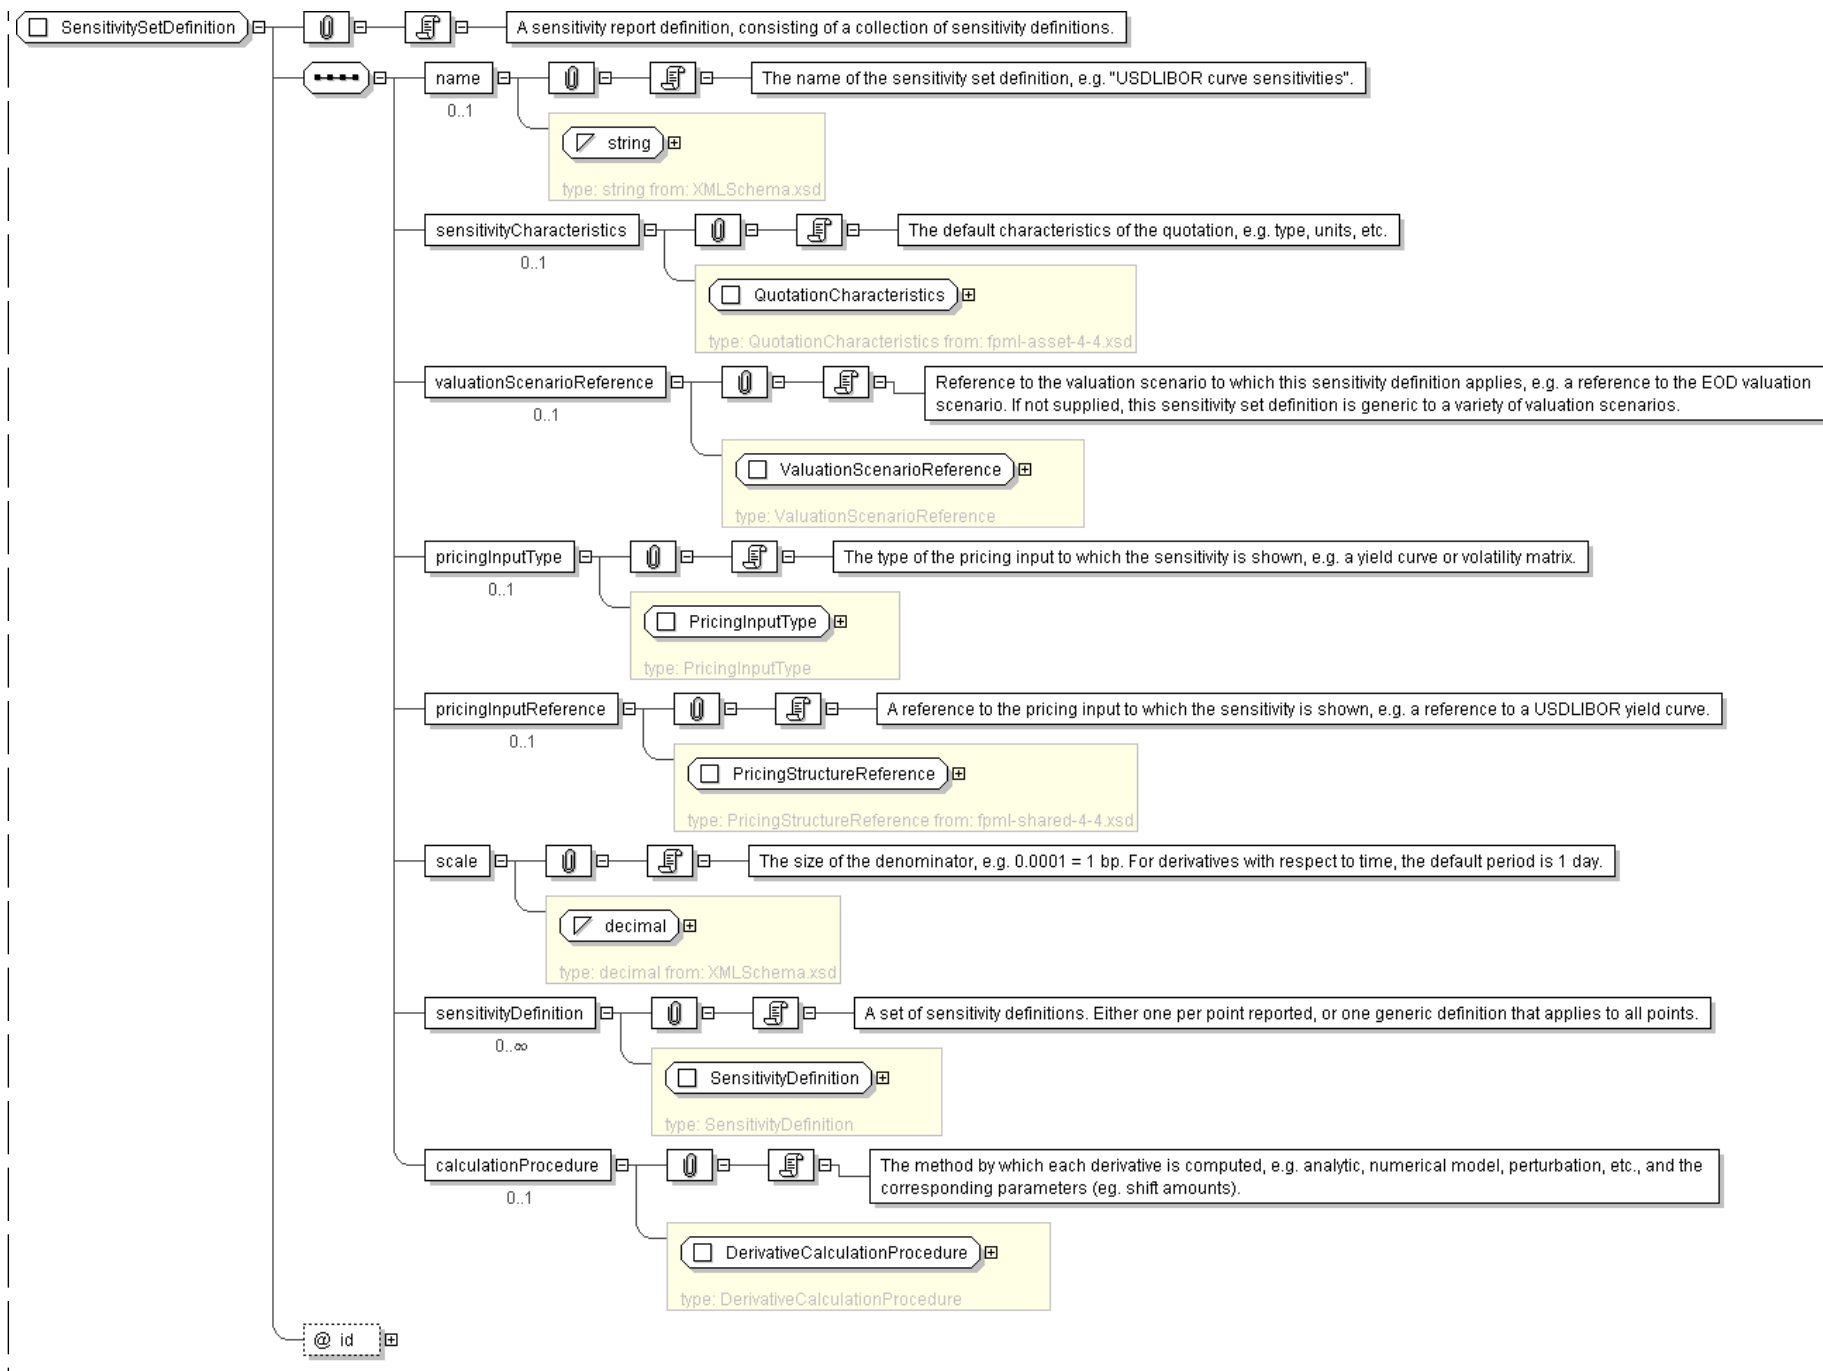 SensitivitySetDefinition
A sensitivity report definition, consisting of a collection of sensitivity definitions.
name
The name of the sensitivity set definition, e.g. "USDLIBOR curve sensitivities".
0..1
string
type: string from: XMLSchema.xsd
sensitivityCharacteristics
The default characteristics of the quotation, e.g. type, units, etc.
0..1
QuotationCharacteristics
type: QuotationCharacteristics from: fpml-asset-4-4.xsd
valuationScenarioReference
Reference to the valuation scenario to which this sensitivity definition applies, e.g. a reference to the EOD valuation
scenario. If not supplied, this sensitivity set definition is generic to a variety of valuation scenarios.
0..1
ValuationScenarioReference
type: ValuationScenarioReference
pricingInputType
The type of the pricing input to which the sensitivity is shown, e.g. a yield curve or volatility matrix.
0..1
PricingInputType
type: PricingInputType
pricingInputReference
A reference to the pricing input to which the sensitivity is shown, e.g. a reference to a USDLIBOR yield curve.
0..1
PricingStructureReference
type: PricingStructureReference from: fpml-shared-4-4.xsd
scale
The size of the denominator, e.g. 0.0001 = 1 bp. For derivatives with respect to time, the default period is 1 day.
decimal
type: decimal from: XMLSchema.xsd
sensitivityDefinition
A set of sensitivity definitions. Either one per point reported, or one generic definition that applies to all points.
0..∞
SensitivityDefinition
type: SensitivityDefinition
calculationProcedure
The method by which each derivative is computed, e.g. analytic, numerical model, perturbation, etc., and the
corresponding parameters (eg. shift amounts).
0..1
DerivativeCalculationProcedure
type: DerivativeCalculationProcedure
@ id